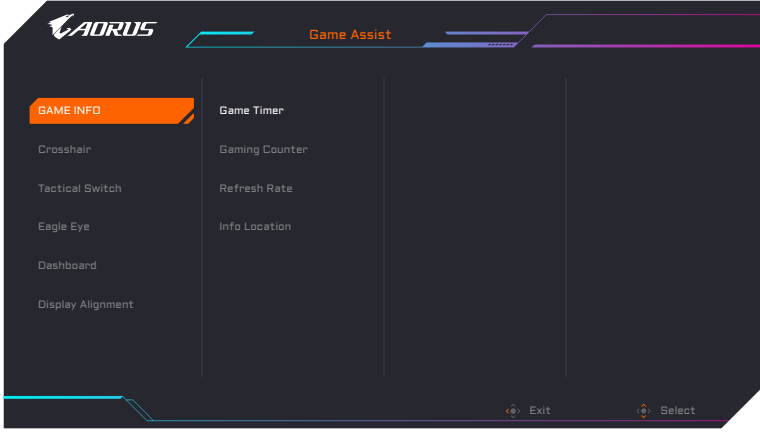 AORUS
Game Assist
GAME INFO
Crosshair
Tactical Switch
Eagle Eye
Dashboard
Display Alignment
Game Timer
Gaming Counter
Refresh Rate
Info Location
Exit
Select